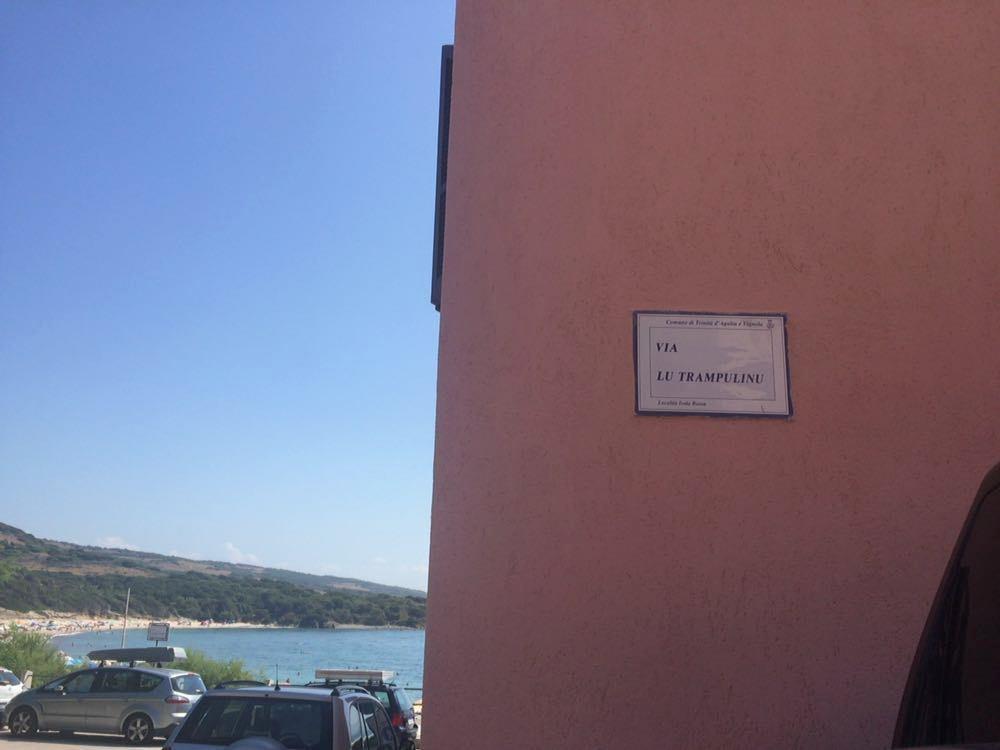 Comune di Trinità d'Agultu e Vignola
VIA
LU TRAMPULINU
Località Isola Rossa